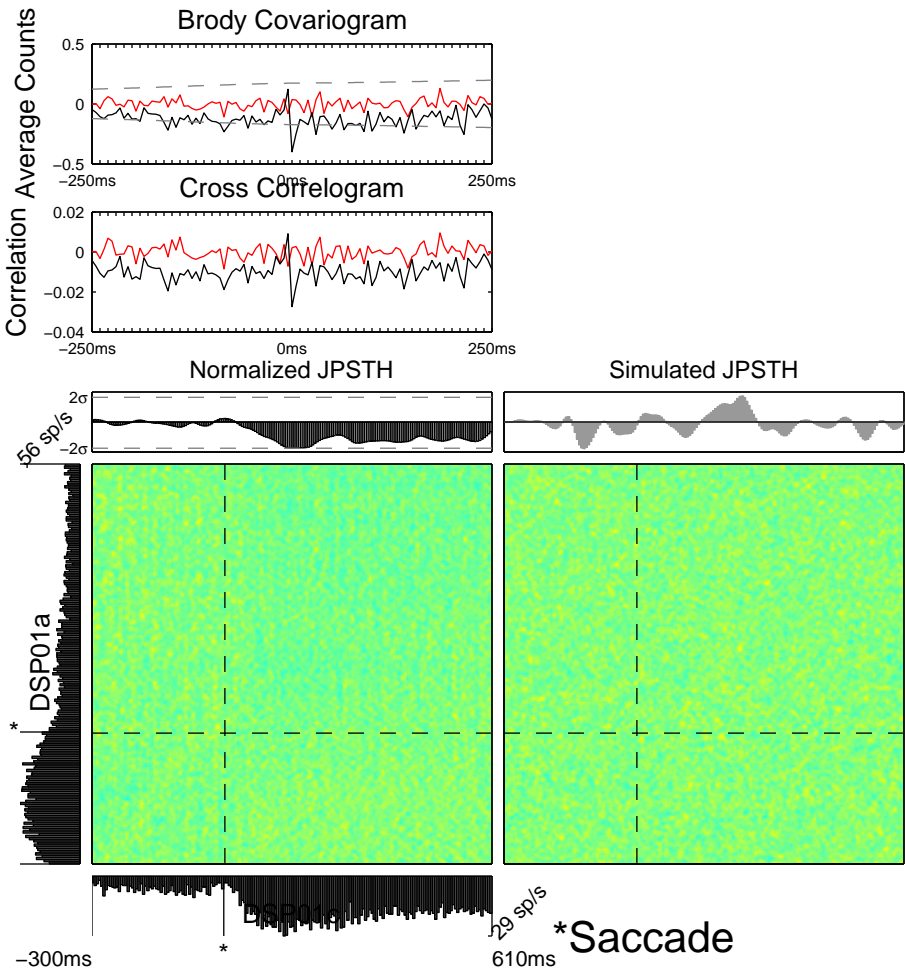 Brody Covariogram
Average Counts
0.5
0
−0.5
−250ms
0ms
250ms
Cross Correlogram
Correlation
0.02
0
−0.02
−0.04
−250ms
0ms
250ms
Normalized JPSTH
Simulated JPSTH
2σ
−2σ
56 sp/s
DSP01a
*
29 sp/s
*
−300ms
610ms
*Saccade